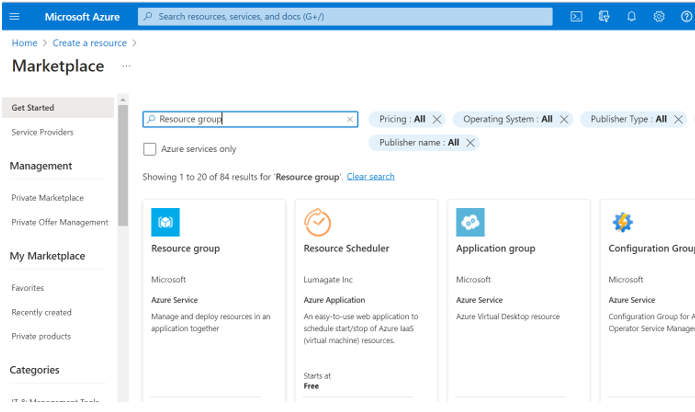 Microsoft Azure
Search resources, services, and docs (G+/)
Home > Create a resource >
Marketplace ...
Get Started
Service Providers
Management
Private Marketplace
Private Offer Management
My Marketplace
Favorites
Recently created
Private products
Categories
IT & Management Tools
Resource group
Pricing : All
Operating System : All
Publisher Type : All
Publisher name : All
Azure services only
Showing 1 to 20 of 84 results for 'Resource group'. Clear search
Resource group
Microsoft
Azure Service
Manage and deploy resources in an
application together
Resource Scheduler
Lumagate Inc
Azure Application
An easy-to-use web application to
schedule start/stop of Azure IaaS
(virtual machine) resources.
Starts at
Free
Application group
Microsoft
Azure Service
Azure Virtual Desktop resource
Configuration Group
Microsoft
Azure Service
Configuration Group for A
Operator Service Manage